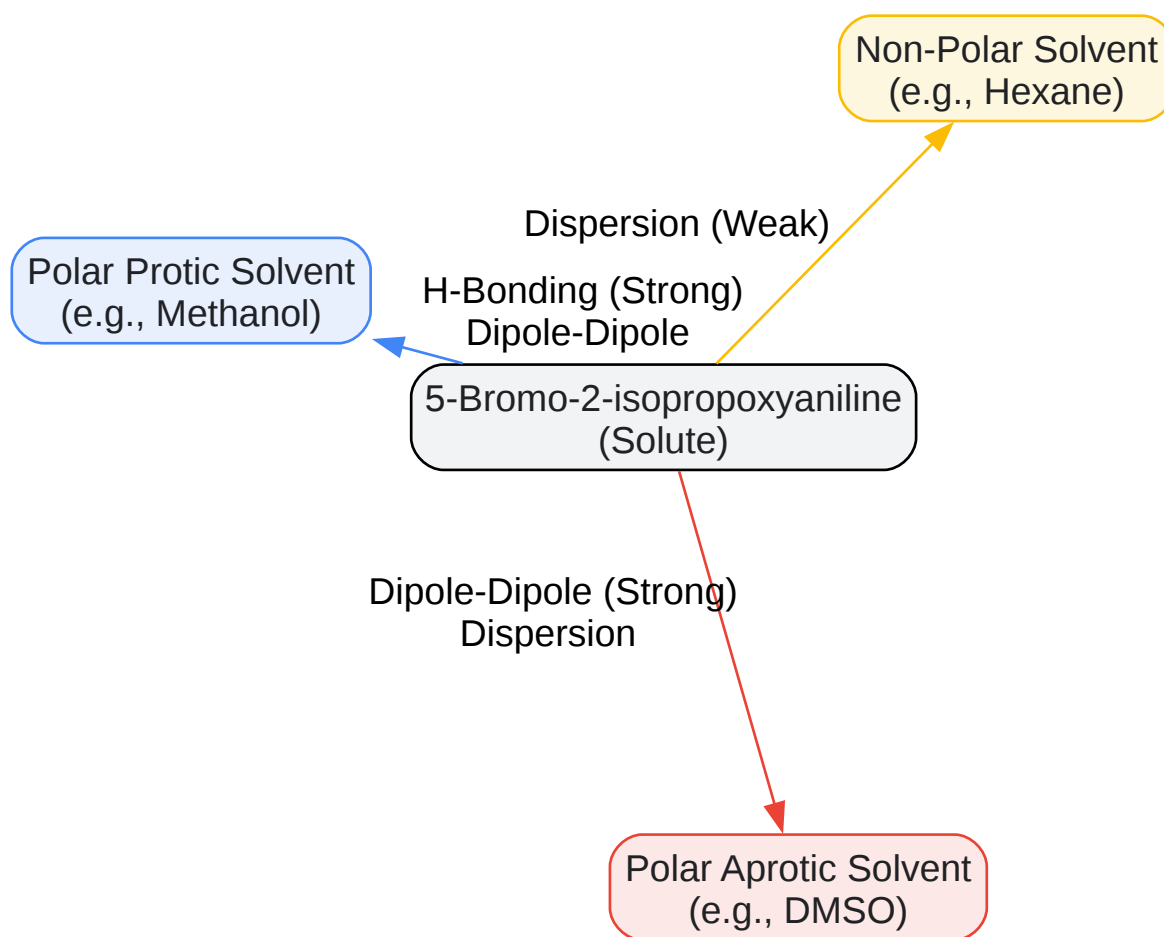 Non-Polar Solvent
(e.g., Hexane)
Dispersion (Weak)
Polar Protic Solvent
(e.g., Methanol)
H-Bonding (Strong)
Dipole-Dipole
5-Bromo-2-isopropoxyaniline
(Solute)
Dipole-Dipole (Strong)
Dispersion
Polar Aprotic Solvent
(e.g., DMSO)